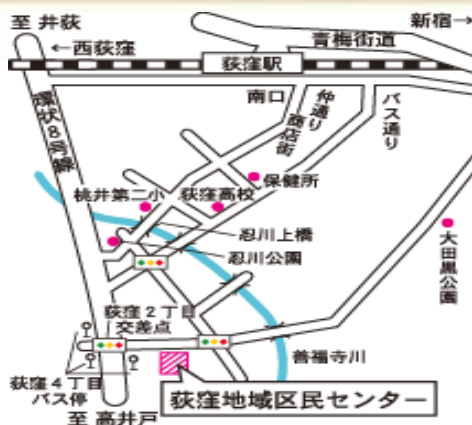 至 井荻
新宿→
←西荻窪
青梅街道
荻窪駅
環状8号線
南口
仲通り
商店街
バス通り
保健所
桃井第二小
荻窪高校
忍川上橋
忍川公園
大田黒公園
荻窪2丁目
交差点
善福寺川
荻窪4丁目
バス停
荻窪地域区民センター
至 高井戸